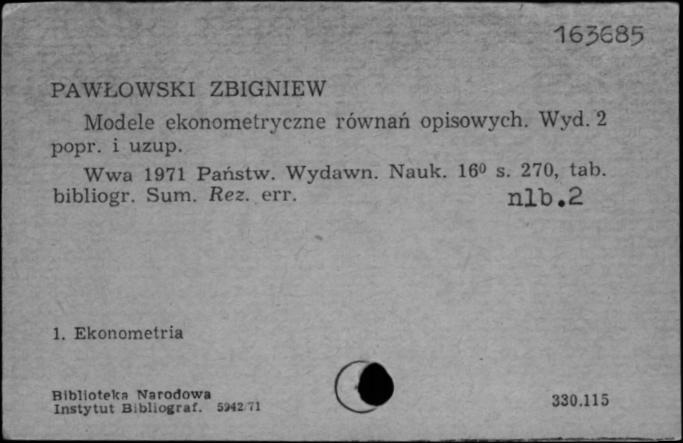 163685
PAWŁOWSKI ZBIGNIEW
Modele ekonometryczne równań opisowych. Wyd. 2
popr. i uzup.
Wwa 1971 Państw. Wydawn. Nauk. 16⁰ s. 270, tab.
bibliogr. Sum. Rez. err. nlb.2
1. Ekonometria
Biblioteka Narodowa
Instytut Bibliograf. 5942/71 330.115